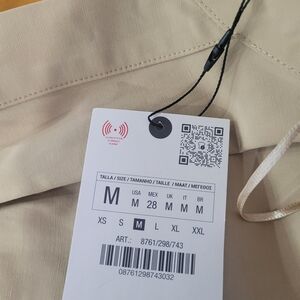 TALLA / SIZE / TAMANHO / TAILLE / MAAT / MEFEDGE
M
USA MEX UK IT BR
M 28 M M M
XS S M L XL XXL
ART.: 8761/298/743
08761298743032